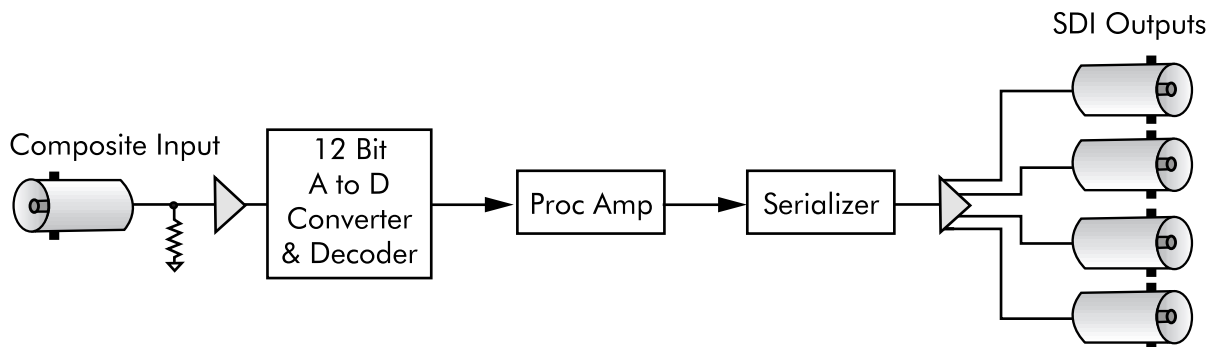 SDI Outputs
Composite Input
12 Bit
A to D
Converter
& Decoder
Proc Amp
Serializer